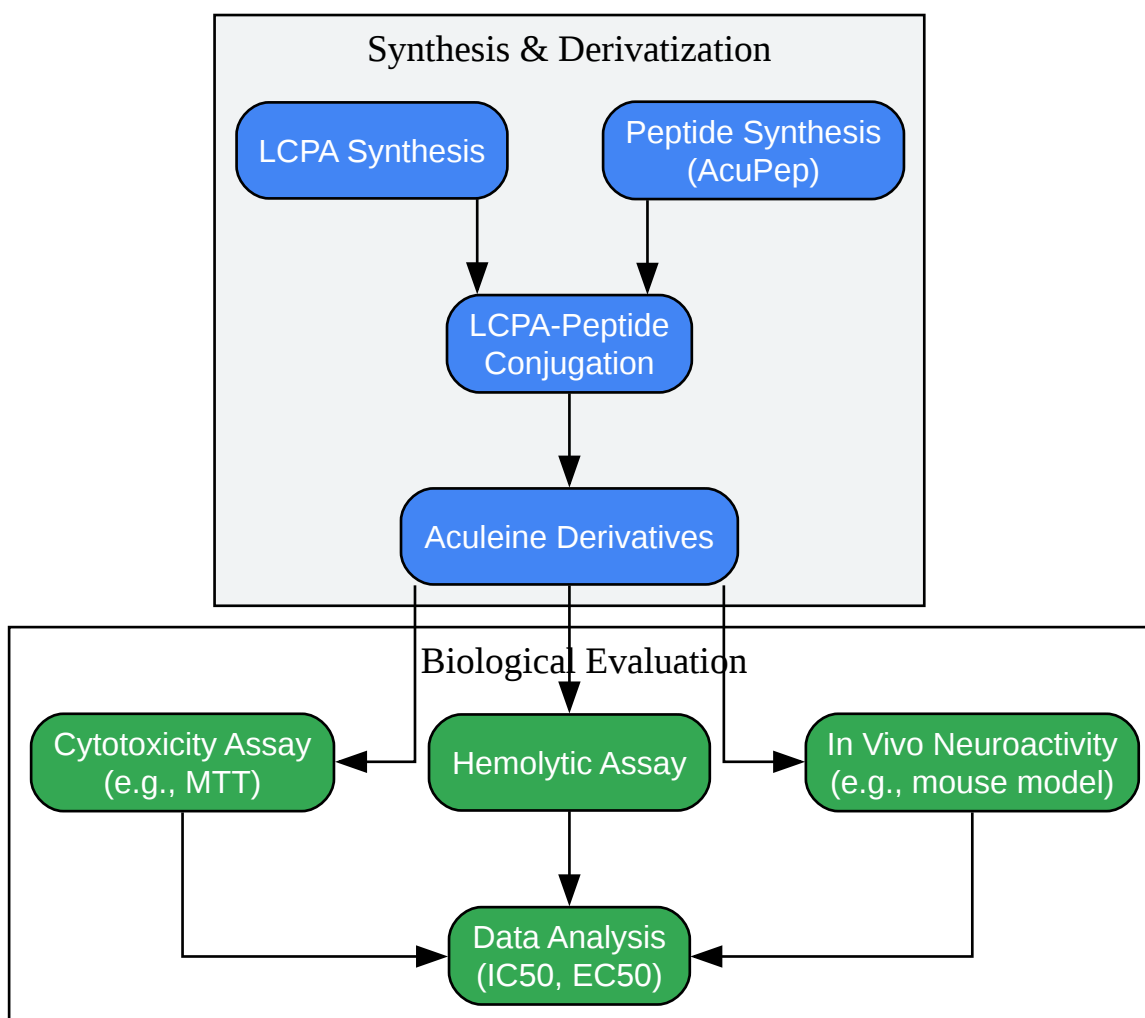 Synthesis & Derivatization
LCPA Synthesis
Peptide Synthesis
(AcuPep)
LCPA-Peptide
Conjugation
Aculeine Derivatives
Biological Evaluation
Cytotoxicity Assay
(e.g., MTT)
Hemolytic Assay
In Vivo Neuroactivity
(e.g., mouse model)
Data Analysis
(IC50, EC50)